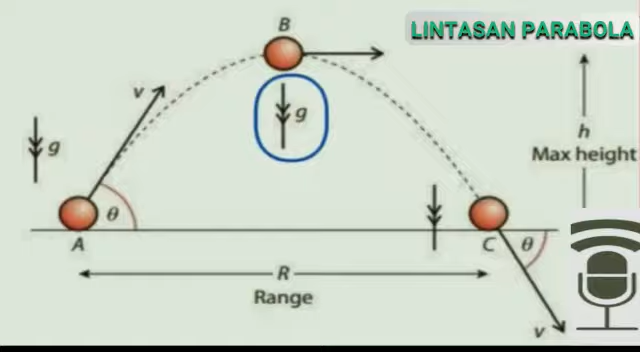 LINTASAN PARABOLA
B
v
g
g
h
Max height
θ
A
C
θ
R
Range
v